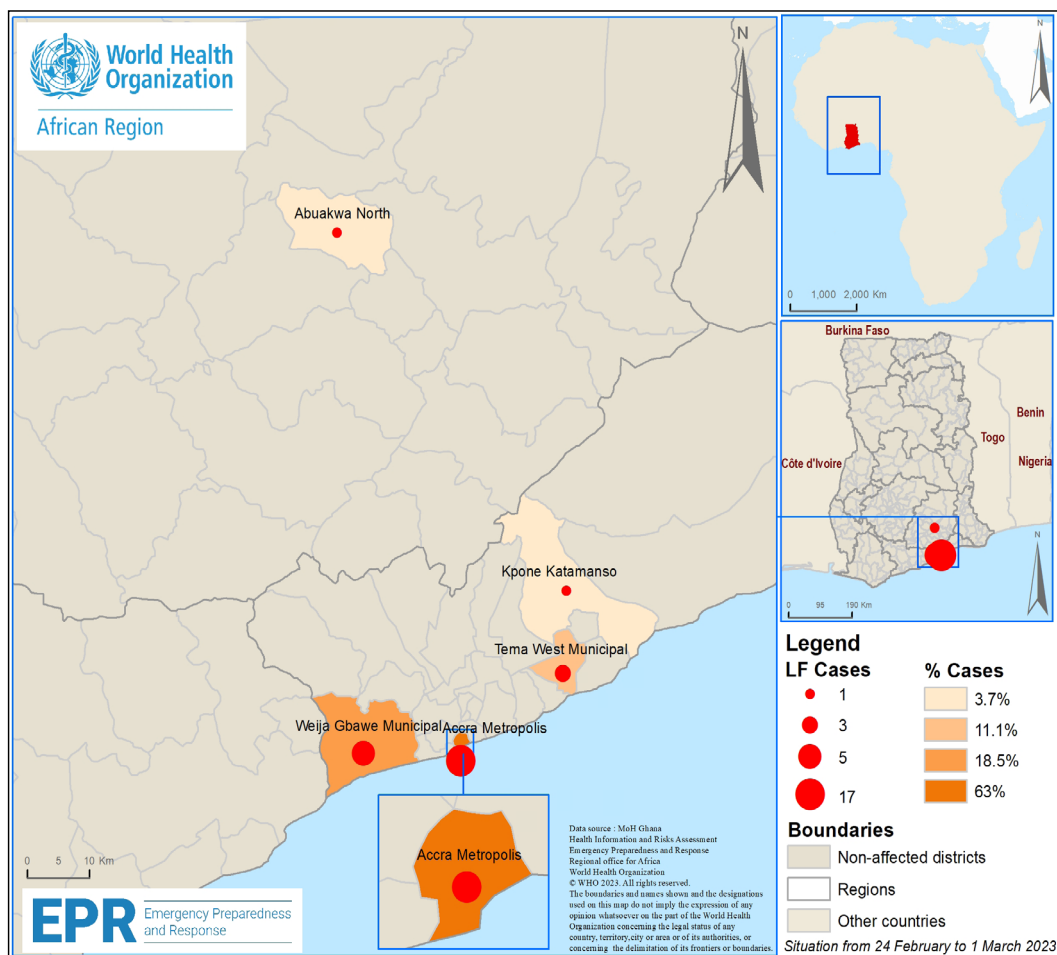 World Health
Organization
African Region
N
Abuakwa North
Kpone Katamanso
Tema West Municipal
Weija Gbawe Municipal
Accra Metropolis
Accra Metropolis
0 5 10 Km
EPR
Emergency Preparedness
and Response
Data source : MoH Ghana
Health Information and Risks Assessment
Emergency Preparedness and Response
Regional office for Africa
World Health Organization
© WHO 2023. All rights reserved.
The boundaries and names shown and the designations
used on this map do not imply the expression of any
opinion whatsoever on the part of the World Health
Organization concerning the legal status of any
country, territory,city or area or of its authorities, or
concerning the delimitation of its frontiers or boundaries.
N
0 1,000 2,000 Km
Burkina Faso
Benin
Togo
Côte d'Ivoire
Nigeria
N
0 95 190 Km
Legend
LF Cases
1
3
5
17
% Cases
3.7%
11.1%
18.5%
63%
Boundaries
Non-affected districts
Regions
Other countries
Situation from 24 February to 1 March 2023